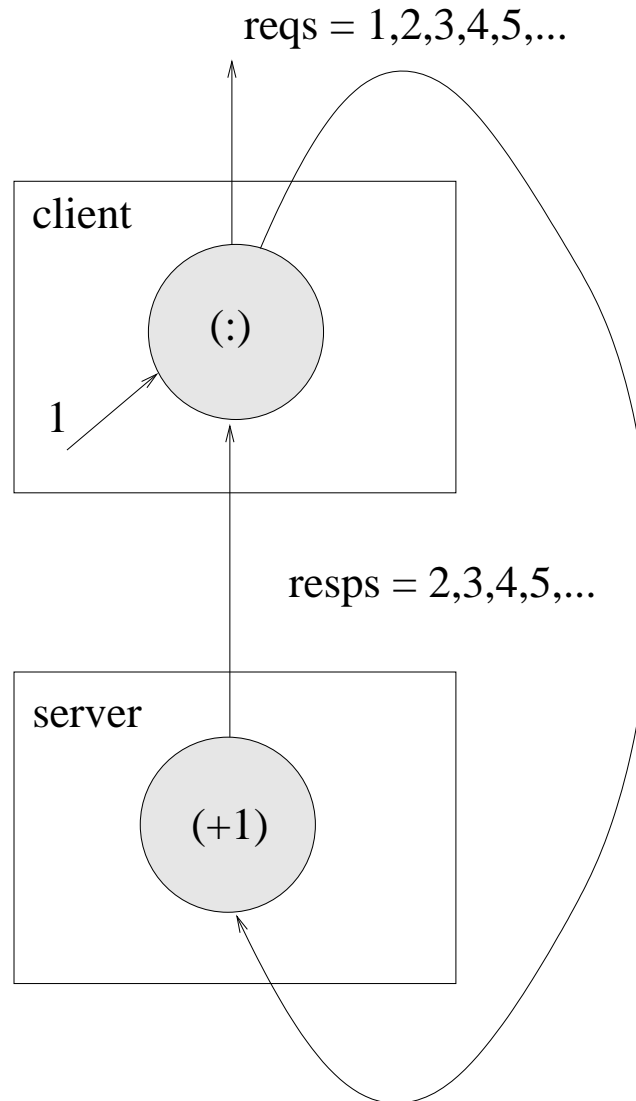 reqs = 1,2,3,4,5,...
client
(:)
1
resps = 2,3,4,5,...
server
(+1)